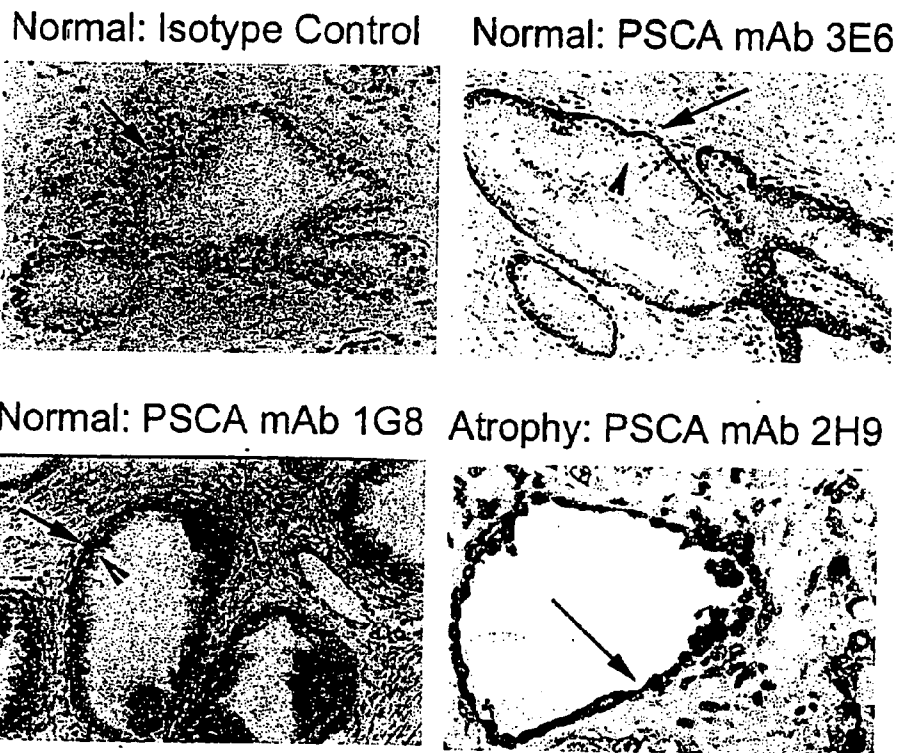 Normal: Isotype Control
Normal: PSCA mAb 3E6
Normal: PSCA mAb 1G8
Atrophy: PSCA mAb 2H9